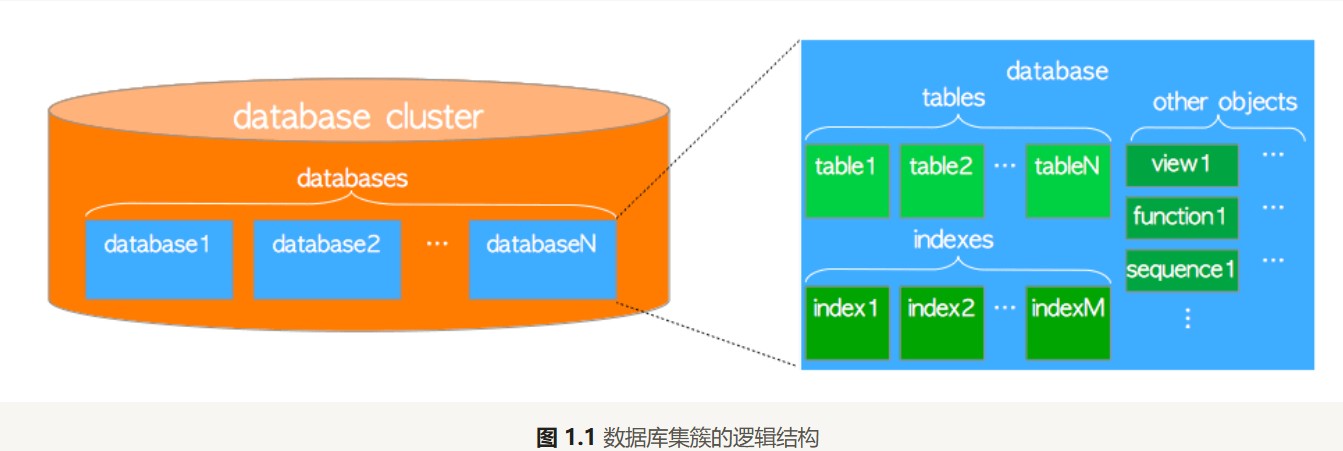 database cluster
databases
database1
database2
...
databaseN
database
tables
table1
table2
...
tableN
indexes
index1
index2
...
indexM
other objects
view1
...
function1
...
sequence1
...
⋮
图 1.1 数据库集簇的逻辑结构